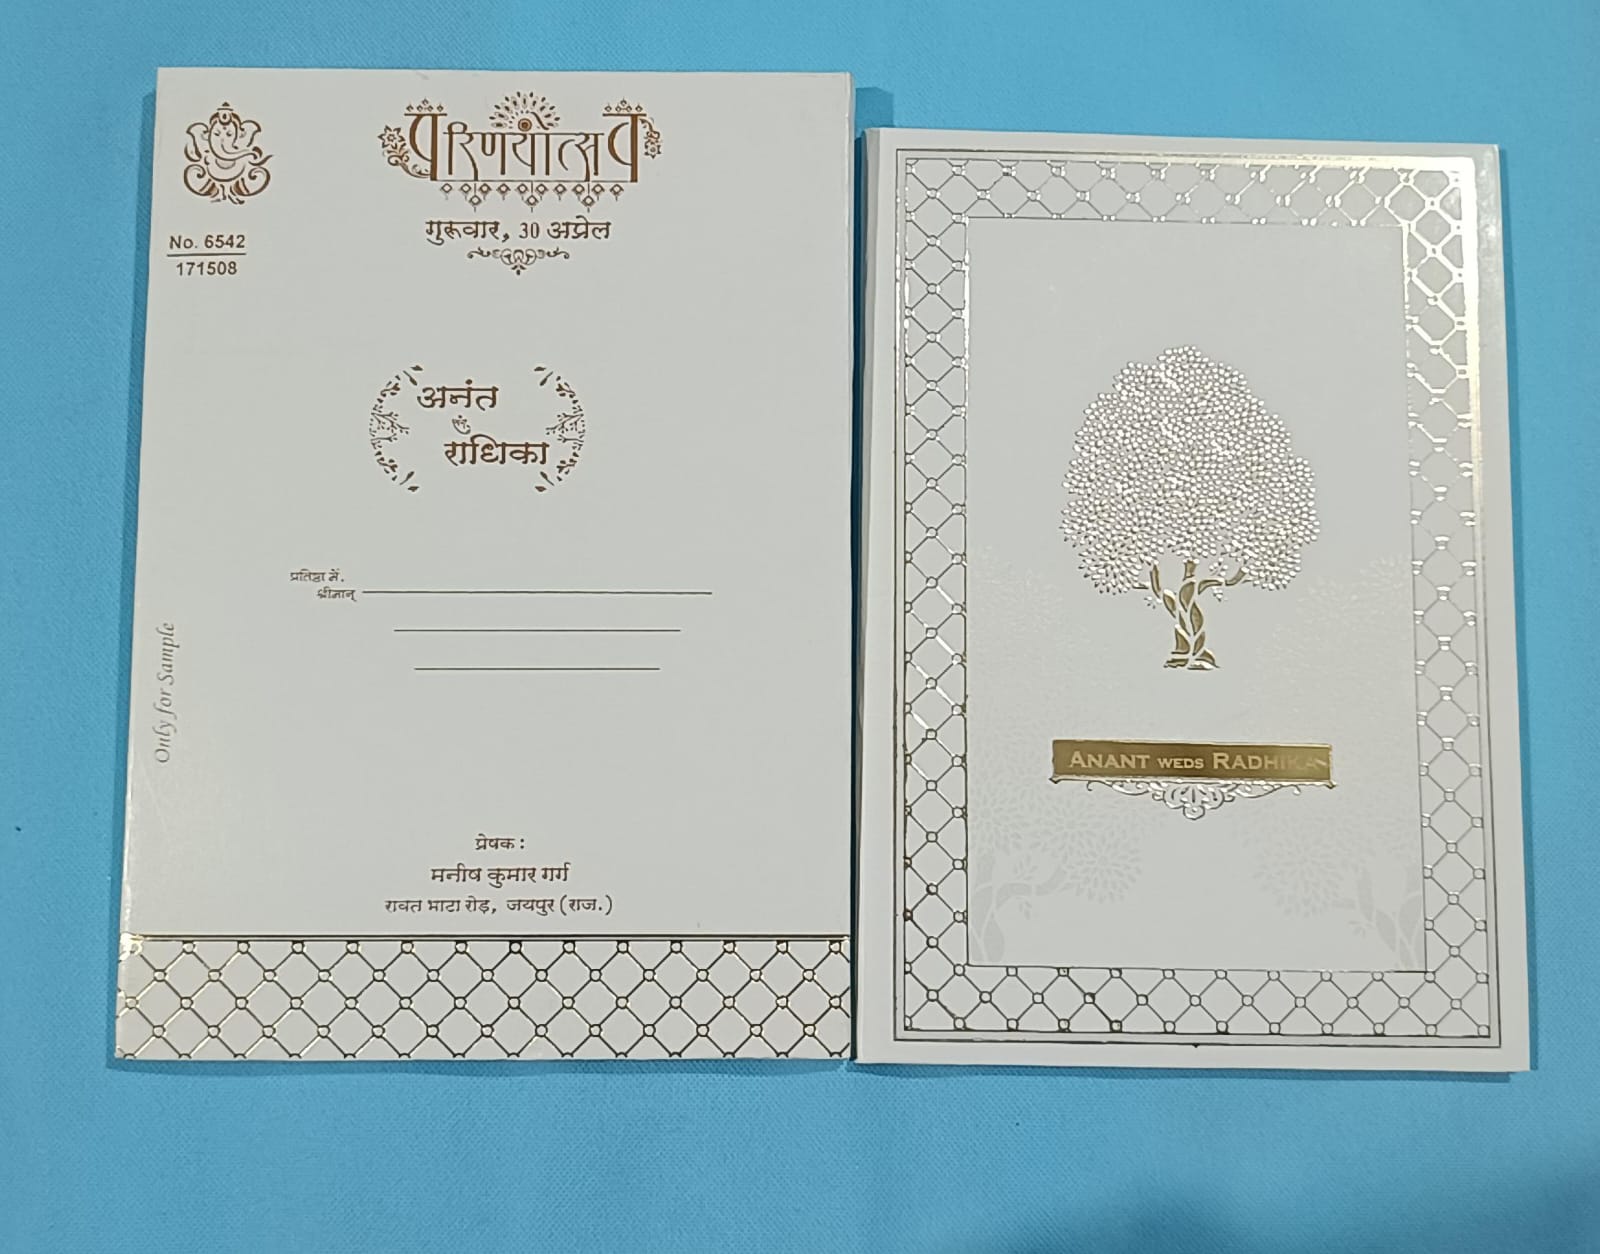 परिणयोत्सव
गुरूवार, 30 अप्रेल
No. 6542
171508
अनंत
एवं
राधिका
प्रतिष्ठा में.
श्रीमान्
Only for Sample
प्रेषक :
मनीष कुमार गर्ग
रावत भाटा रोड़, जयपुर (राज.)
ANANT WEDS RADHIKA